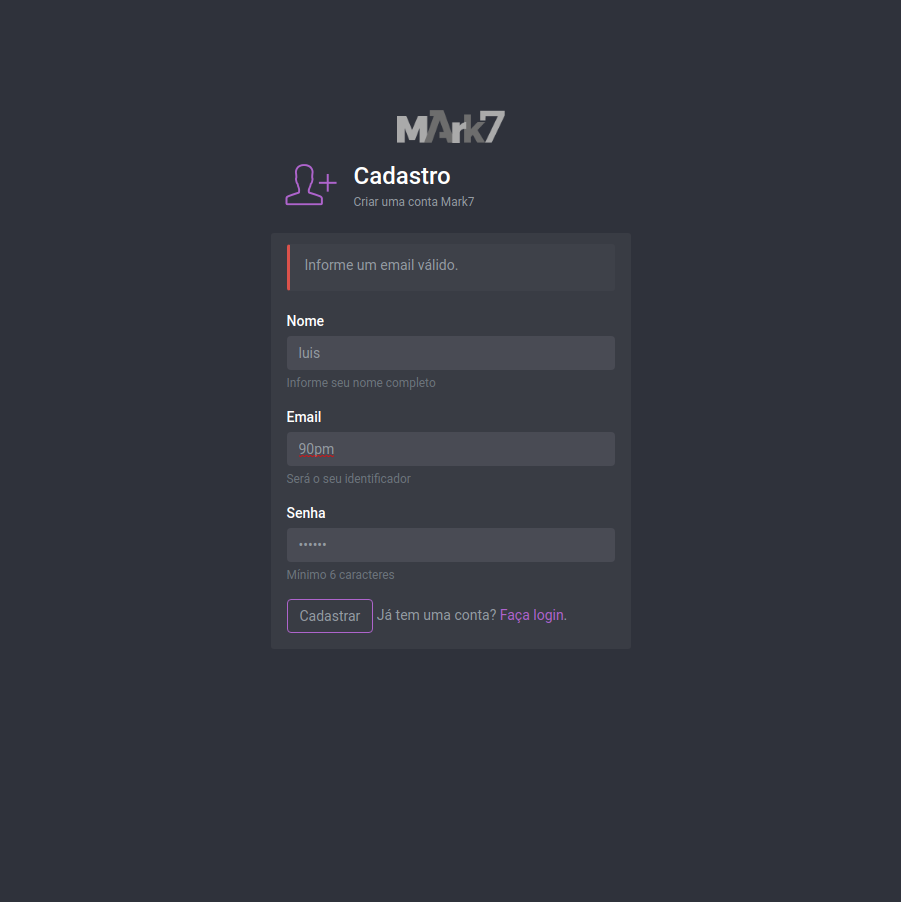 MArk7
Cadastro
Criar uma conta Mark7
Informe um email válido.
Nome
luis
Informe seu nome completo
Email
90pm
Será o seu identificador
Senha
••••••
Mínimo 6 caracteres
Cadastrar Já tem uma conta? Faça login.